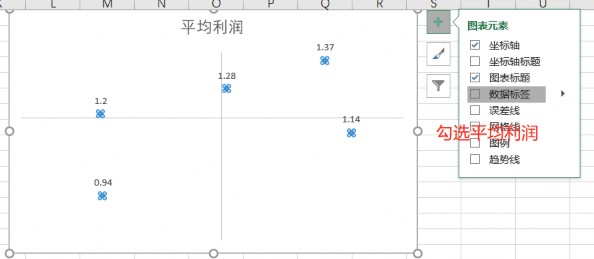 L M N O P Q R S T U
平均利润
1.37
1.28
1.2
1.14
0.94
图表元素
坐标轴
坐标轴标题
图表标题
数据标签
误差线
网格线
勾选平均利润
图例
趋势线